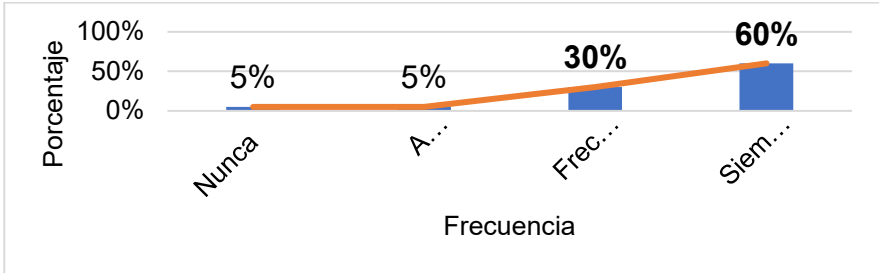 Porcentaje
100%
50%
0%
5%
5%
30%
60%
Nunca
A...
Frec...
Siem...
Frecuencia